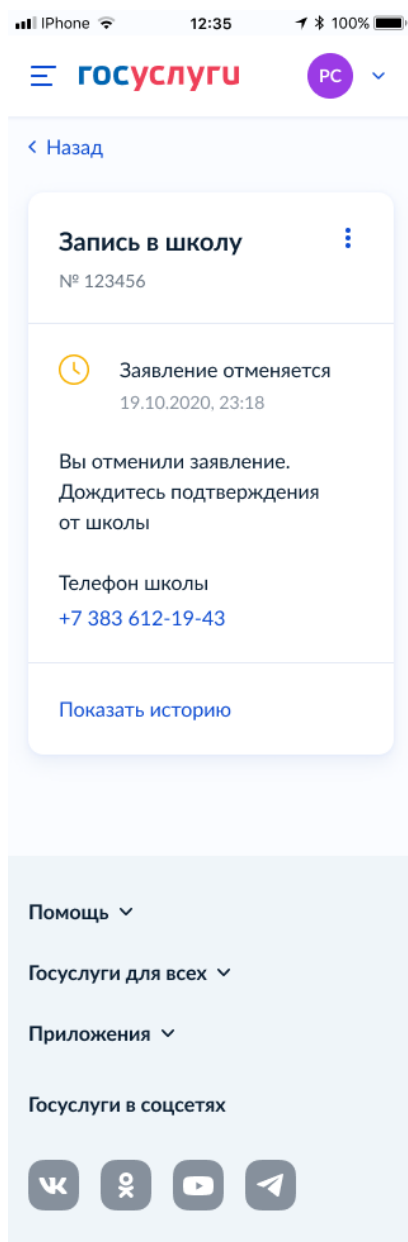 IPhone 12:35 100%
госуслуги РС
Назад
Запись в школу
№ 123456
Заявление отменяется
19.10.2020, 23:18
Вы отменили заявление.
Дождитесь подтверждения
от школы
Телефон школы
+7 383 612-19-43
Показать историю
Помощь
Госуслуги для всех
Приложения
Госуслуги в соцсетях